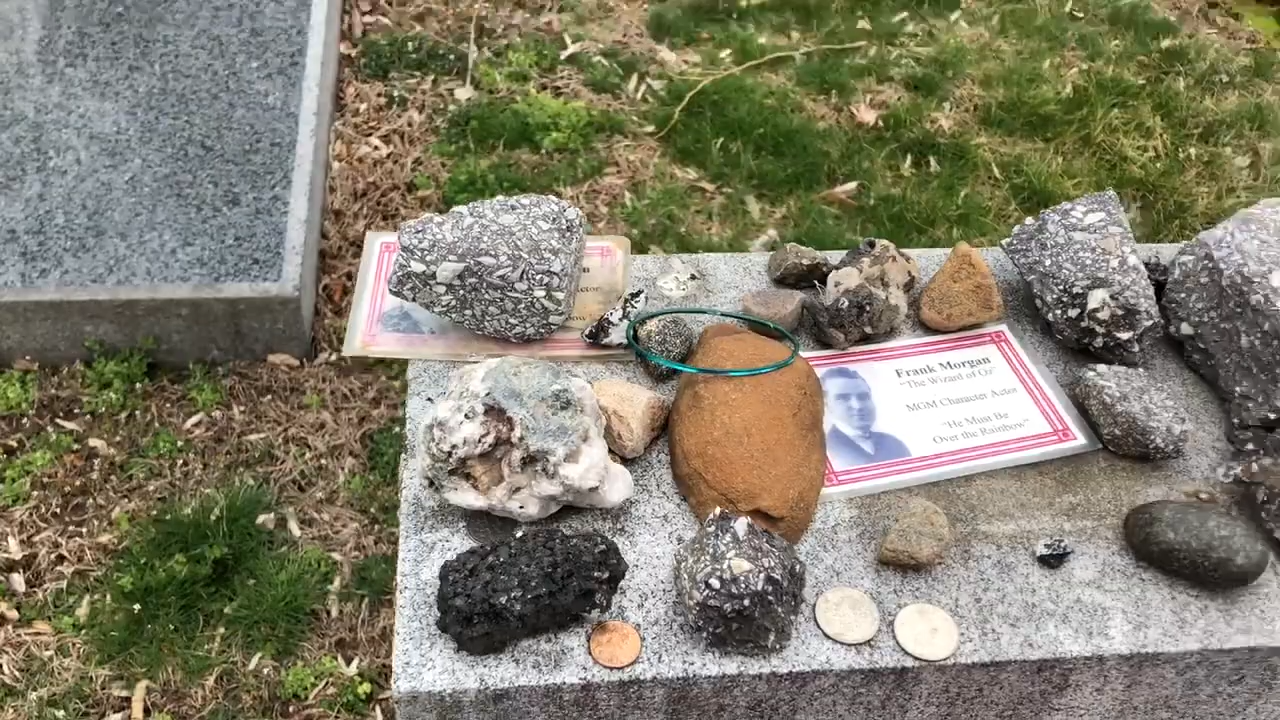 Frank Morgan
"The Wizard of Oz"
MGM Character Actor
"He Must Be
Over the Rainbow"